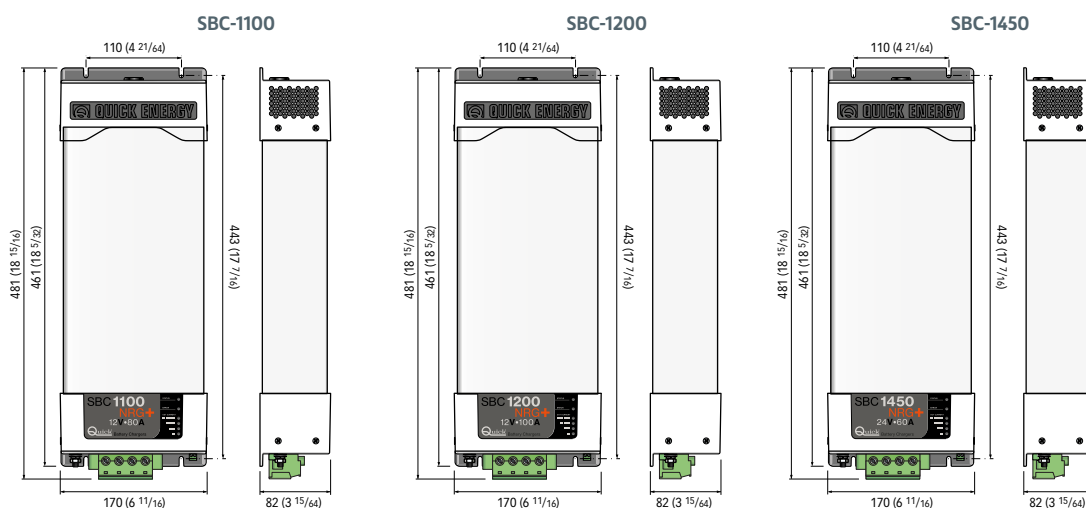 SBC-1100
110 (4 21/64)
QUICK ENERGY
481 (18 15/16)
461 (18 5/32)
443 (17 7/16)
SBC 1100
NRG+
12V•80A
Quick Battery Chargers
170 (6 11/16)
82 (3 15/64)
SBC-1200
110 (4 21/64)
QUICK ENERGY
481 (18 15/16)
461 (18 5/32)
443 (17 7/16)
SBC 1200
NRG+
12V•100A
Quick Battery Chargers
170 (6 11/16)
82 (3 15/64)
SBC-1450
110 (4 21/64)
QUICK ENERGY
481 (18 15/16)
461 (18 5/32)
443 (17 7/16)
SBC 1450
NRG+
24V•60A
Quick Battery Chargers
170 (6 11/16)
82 (3 15/64)